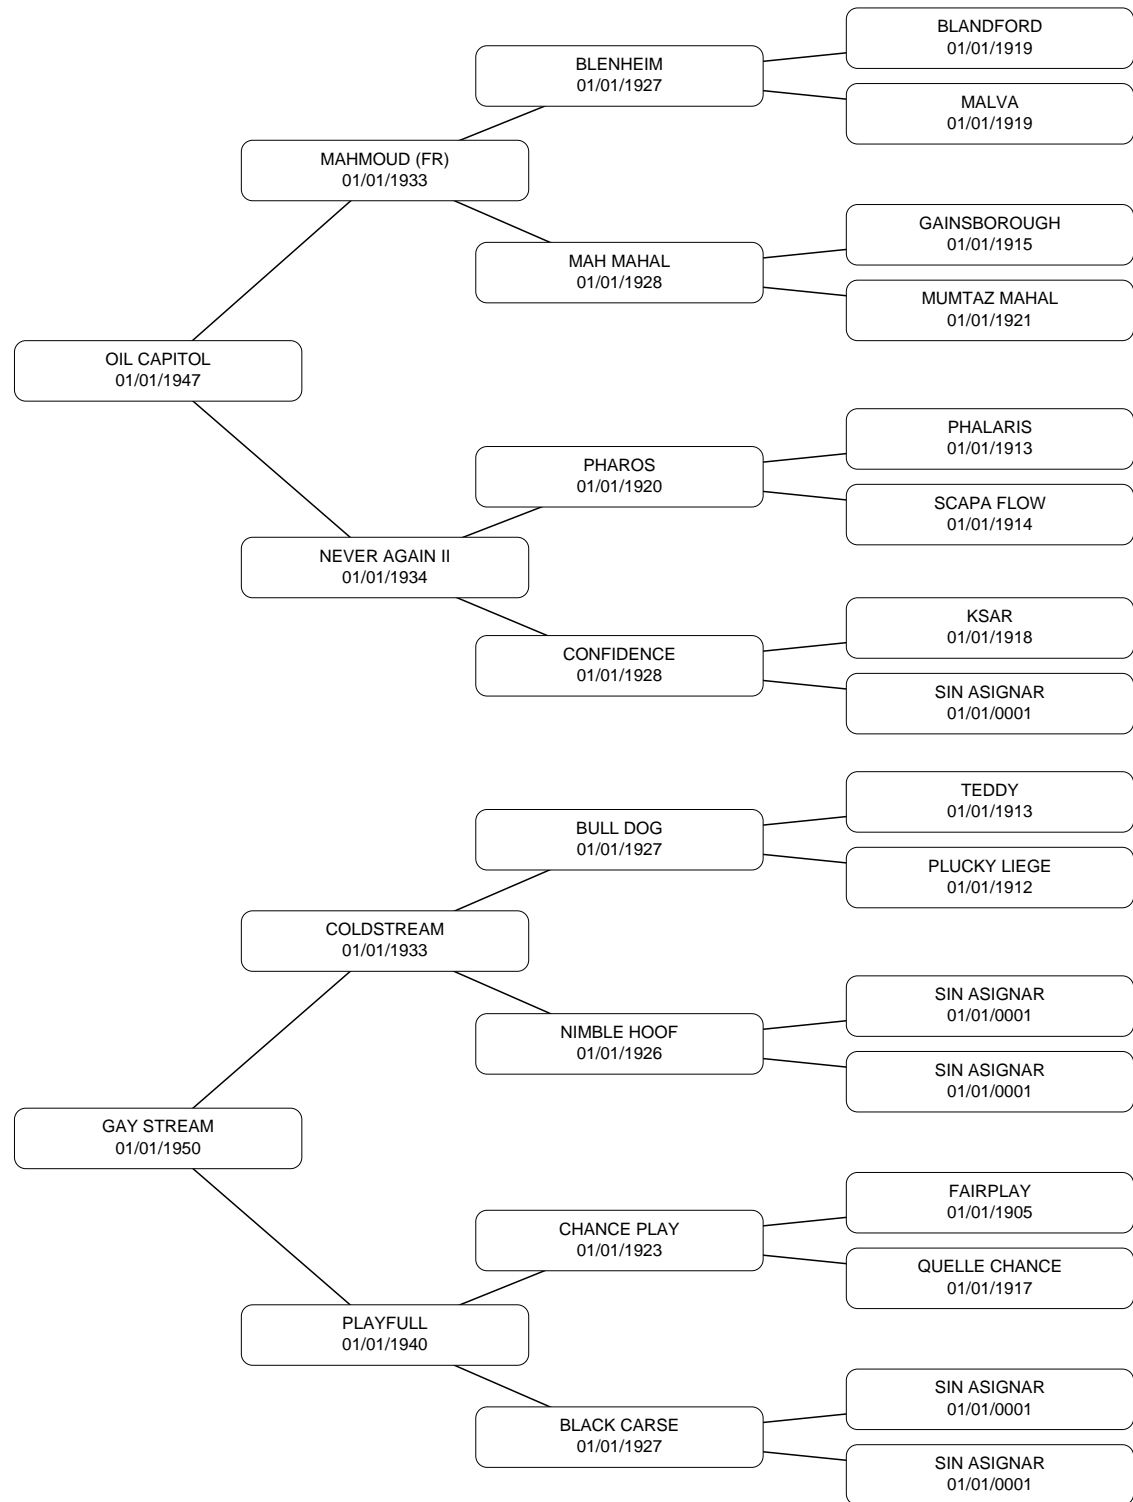 BLANDFORD
01/01/1919
BLENHEIM
01/01/1927
MALVA
01/01/1919
MAHMOUD (FR)
01/01/1933
GAINSBOROUGH
01/01/1915
MAH MAHAL
01/01/1928
MUMTAZ MAHAL
01/01/1921
OIL CAPITOL
01/01/1947
PHALARIS
01/01/1913
PHAROS
01/01/1920
SCAPA FLOW
01/01/1914
NEVER AGAIN II
01/01/1934
KSAR
01/01/1918
CONFIDENCE
01/01/1928
SIN ASIGNAR
01/01/0001
TEDDY
01/01/1913
BULL DOG
01/01/1927
PLUCKY LIEGE
01/01/1912
COLDSTREAM
01/01/1933
SIN ASIGNAR
01/01/0001
NIMBLE HOOF
01/01/1926
SIN ASIGNAR
01/01/0001
GAY STREAM
01/01/1950
FAIRPLAY
01/01/1905
CHANCE PLAY
01/01/1923
QUELLE CHANCE
01/01/1917
PLAYFULL
01/01/1940
SIN ASIGNAR
01/01/0001
BLACK CARSE
01/01/1927
SIN ASIGNAR
01/01/0001